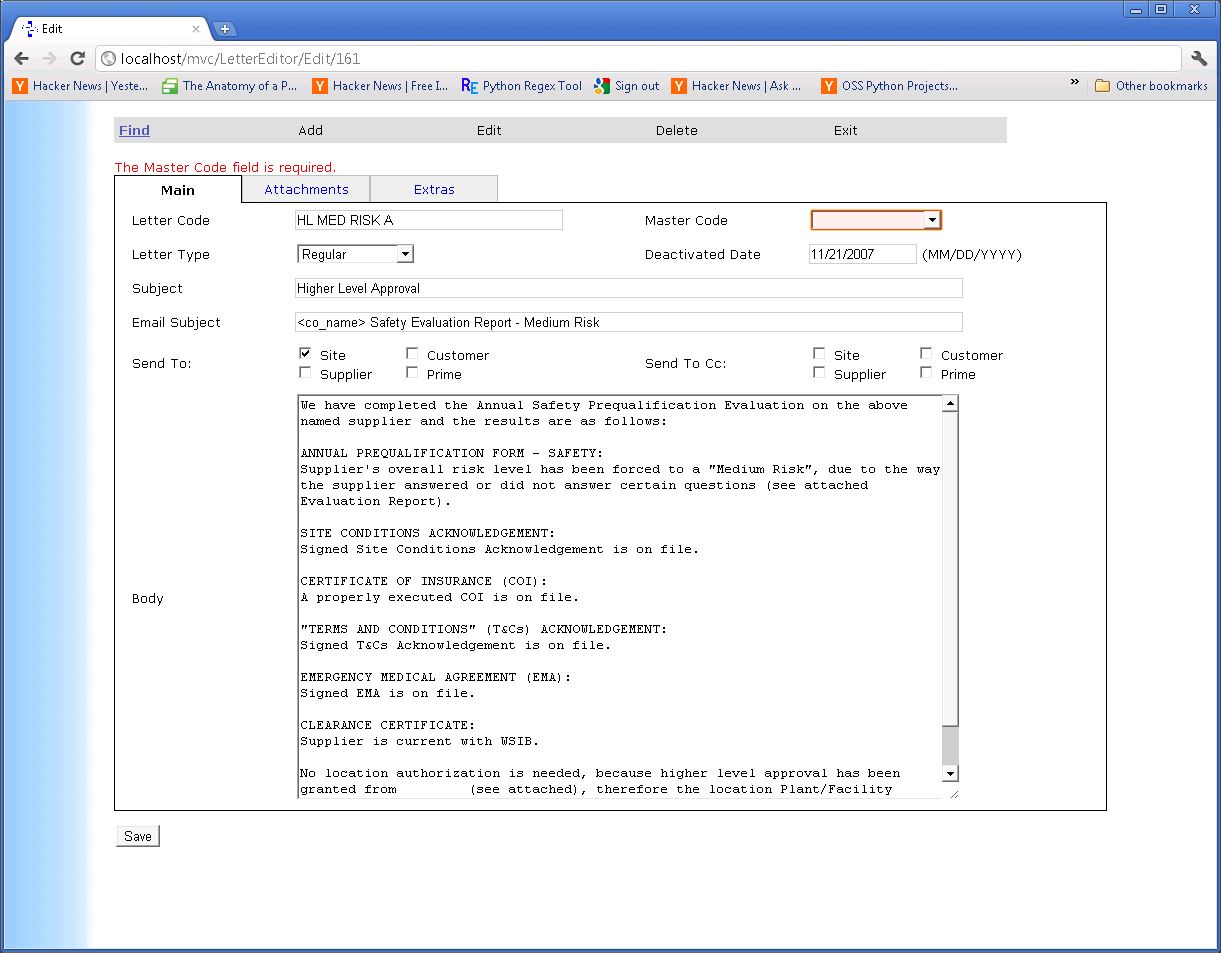 Edit
localhost/mvc/LetterEditor/Edit/161
Hacker News | Yeste... The Anatomy of a P... Hacker News | Free I... RE Python Regex Tool Sign out Hacker News | Ask ... OSS Python Projects... » Other bookmarks
Find Add Edit Delete Exit
The Master Code field is required.
Main Attachments Extras
Letter Code HL MED RISK A Master Code
Letter Type Regular Deactivated Date 11/21/2007 (MM/DD/YYYY)
Subject Higher Level Approval
Email Subject <co_name> Safety Evaluation Report - Medium Risk
Send To: Site Customer Send To Cc: Site Customer
Supplier Prime Supplier Prime
Body
We have completed the Annual Safety Prequalification Evaluation on the above
named supplier and the results are as follows:
ANNUAL PREQUALIFICATION FORM - SAFETY:
Supplier's overall risk level has been forced to a "Medium Risk", due to the way
the supplier answered or did not answer certain questions (see attached
Evaluation Report).
SITE CONDITIONS ACKNOWLEDGEMENT:
Signed Site Conditions Acknowledgement is on file.
CERTIFICATE OF INSURANCE (COI):
A properly executed COI is on file.
"TERMS AND CONDITIONS" (T&Cs) ACKNOWLEDGEMENT:
Signed T&Cs Acknowledgement is on file.
EMERGENCY MEDICAL AGREEMENT (EMA):
Signed EMA is on file.
CLEARANCE CERTIFICATE:
Supplier is current with WSIB.
No location authorization is needed, because higher level approval has been
granted from (see attached), therefore the location Plant/Facility
Save